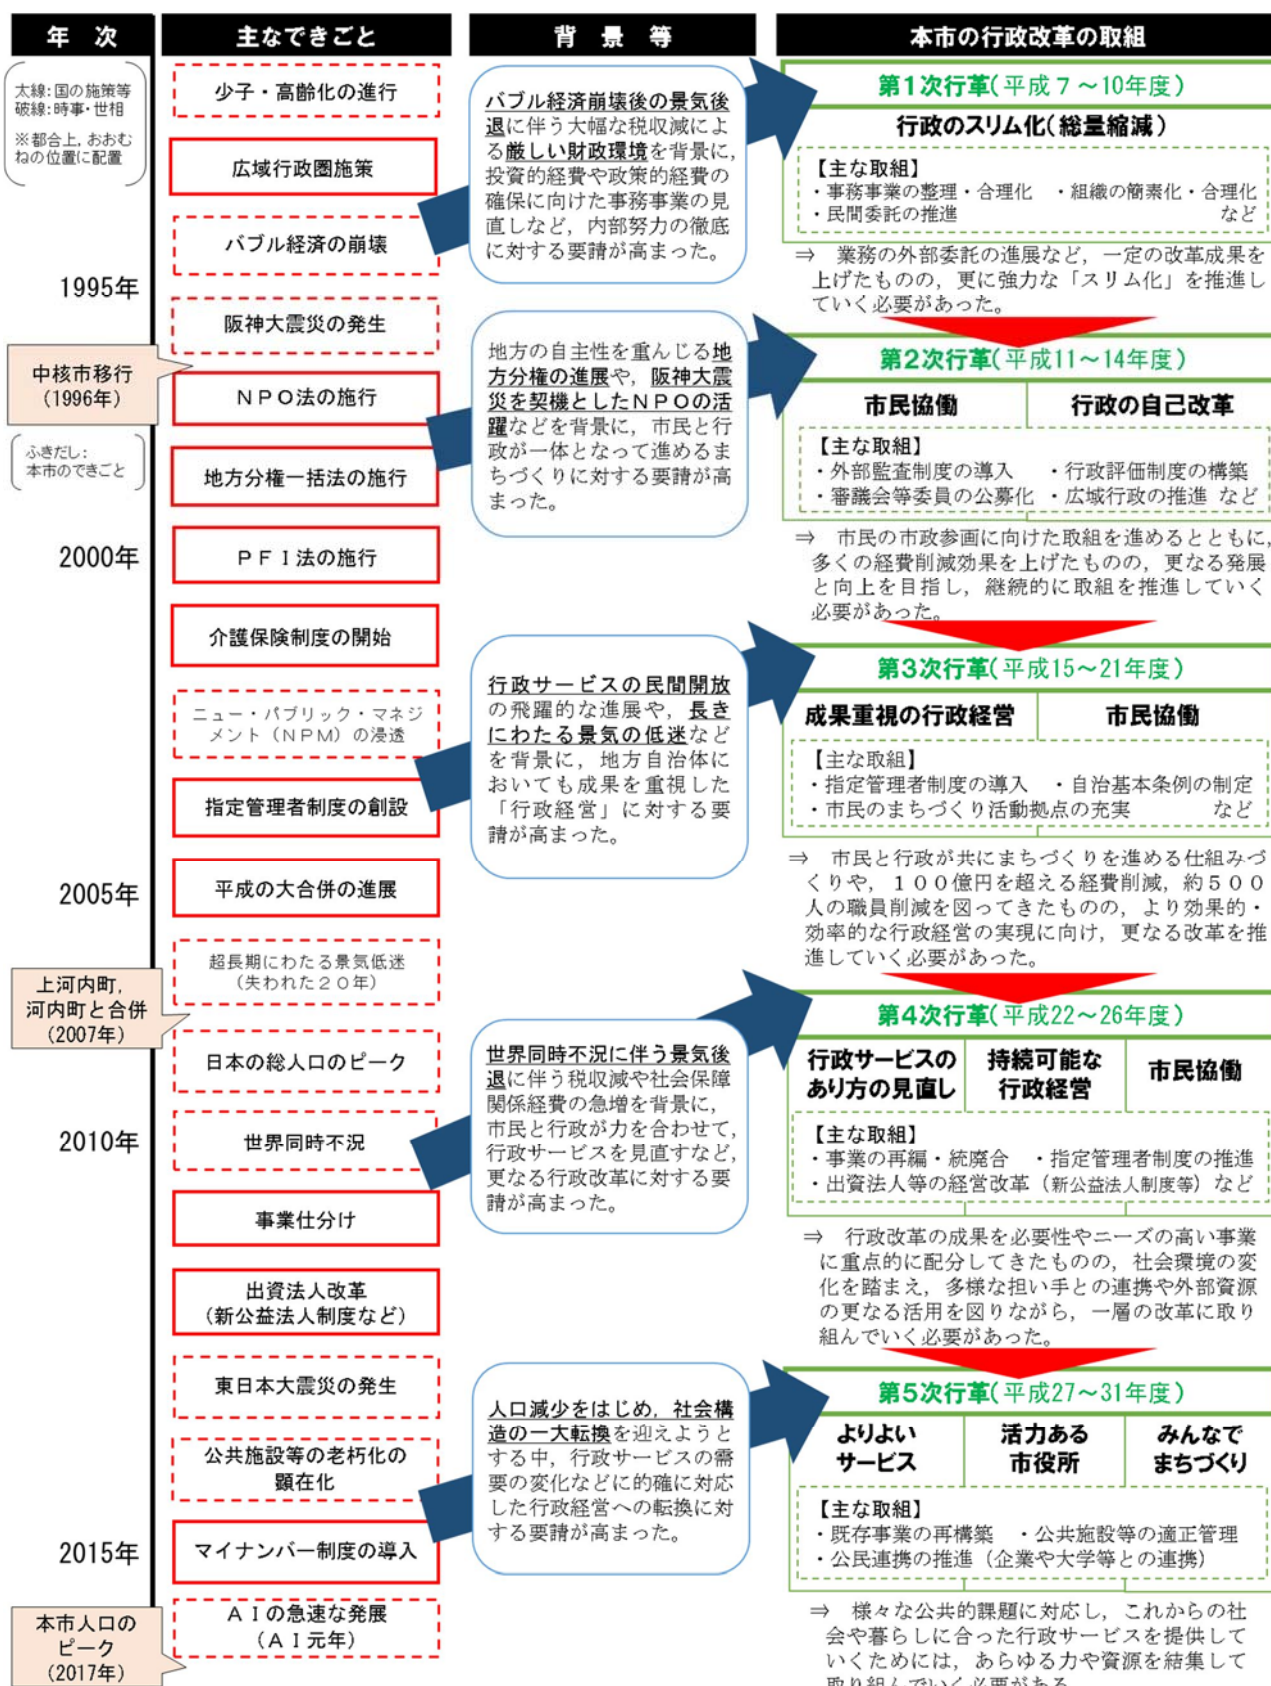 年　次
主なできごと
背　景　等
本市の行政改革の取組
太線：国の施策等
破線：時事・世相
※都合上，おおむ
ねの位置に配置
1995年
中核市移行
（1996年）
ふきだし：
本市のできごと
2000年
2005年
上河内町，
河内町と合併
（2007年）
2010年
2015年
本市人口の
ピーク
（2017年）
少子・高齢化の進行
広域行政圏施策
バブル経済の崩壊
阪神大震災の発生
ＮＰＯ法の施行
地方分権一括法の施行
ＰＦＩ法の施行
介護保険制度の開始
ニュー・パブリック・マネジ
メント（ＮＰＭ）の浸透
指定管理者制度の創設
平成の大合併の進展
超長期にわたる景気低迷
（失われた２０年）
日本の総人口のピーク
世界同時不況
事業仕分け
出資法人改革
（新公益法人制度など）
東日本大震災の発生
公共施設等の老朽化の
顕在化
マイナンバー制度の導入
ＡＩの急速な発展
（ＡＩ元年）
バブル経済崩壊後の景気後
退に伴う大幅な税収減によ
る厳しい財政環境を背景に，
投資的経費や政策的経費の
確保に向けた事務事業の見
直しなど，内部努力の徹底
に対する要請が高まった。
地方の自主性を重んじる地
方分権の進展や，阪神大震
災を契機としたＮＰＯの活
躍などを背景に，市民と行
政が一体となって進めるま
ちづくりに対する要請が高
まった。
行政サービスの民間開放
の飛躍的な進展や，長き
にわたる景気の低迷など
を背景に，地方自治体に
おいても成果を重視した
「行政経営」に対する要
請が高まった。
世界同時不況に伴う景気後
退に伴う税収減や社会保障
関係経費の急増を背景に，
市民と行政が力を合わせて，
行政サービスを見直すなど，
更なる行政改革に対する要
請が高まった。
人口減少をはじめ，社会構
造の一大転換を迎えようと
する中，行政サービスの需
要の変化などに的確に対応
した行政経営への転換に対
する要請が高まった。
第１次行革（平成７～10年度）
行政のスリム化（総量縮減）
【主な取組】
・事務事業の整理・合理化　・組織の簡素化・合理化
・民間委託の推進　など
⇒　業務の外部委託の進展など，一定の改革成果を
上げたものの，更に強力な「スリム化」を推進し
ていく必要があった。
第２次行革（平成11～14年度）
市民協働　行政の自己改革
【主な取組】
・外部監査制度の導入　・行政評価制度の構築
・審議会等委員の公募化　・広域行政の推進　など
⇒　市民の市政参画に向けた取組を進めるとともに，
多くの経費削減効果を上げたものの，更なる発展
と向上を目指し，継続的に取組を推進していく
必要があった。
第３次行革（平成15～21年度）
成果重視の行政経営　市民協働
【主な取組】
・指定管理者制度の導入　・自治基本条例の制定
・市民のまちづくり活動拠点の充実　など
⇒　市民と行政が共にまちづくりを進める仕組みづ
くりや，１００億円を超える経費削減，約５００
人の職員削減を図ってきたものの，より効果的・
効率的な行政経営の実現に向け，更なる改革を推
進していく必要があった。
第４次行革（平成22～26年度）
行政サービスの
あり方の見直し
持続可能な
行政経営
市民協働
【主な取組】
・事業の再編・統廃合　・指定管理者制度の推進
・出資法人等の経営改革（新公益法人制度等）など
⇒　行政改革の成果を必要性やニーズの高い事業
に重点的に配分してきたものの，社会環境の変
化を踏まえ，多様な担い手との連携や外部資源
の更なる活用を図りながら，一層の改革に取り
組んでいく必要があった。
第５次行革（平成27～31年度）
よりよい
サービス
活力ある
市役所
みんなで
まちづくり
【主な取組】
・既存事業の再構築　・公共施設等の適正管理
・公民連携の推進（企業や大学等との連携）
⇒　様々な公共的課題に対応し，これからの社
会や暮らしに合った行政サービスを提供して
いくためには，あらゆる力や資源を結集して
取り組んでいく必要がある